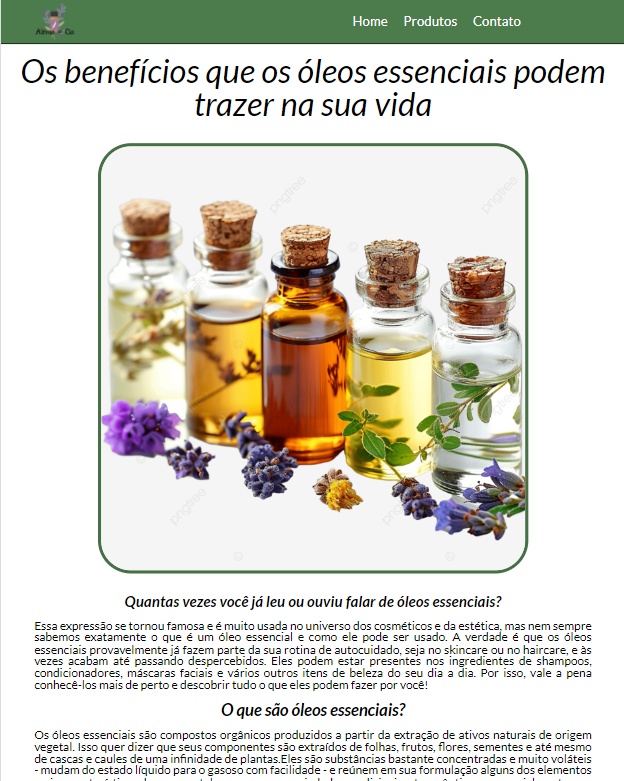 Home Produtos Contato
Os benefícios que os óleos essenciais podem
trazer na sua vida
pngtree
pngtree
pngtree
pngtree
Quantas vezes você já leu ou ouviu falar de óleos essenciais?
Essa expressão se tornou famosa e é muito usada no universo dos cosméticos e da estética, mas nem sempre
sabemos exatamente o que é um óleo essencial e como ele pode ser usado. A verdade é que os óleos
essenciais provavelmente já fazem parte da sua rotina de autocuidado, seja no skincare ou no haircare, e às
vezes acabam até passando despercebidos. Eles podem estar presentes nos ingredientes de shampoos,
condicionadores, máscaras faciais e vários outros itens de beleza do seu dia a dia. Por isso, vale a pena
conhecê-los mais de perto e descobrir tudo o que eles podem fazer por você!
O que são óleos essenciais?
Os óleos essenciais são compostos orgânicos produzidos a partir da extração de ativos naturais de origem
vegetal. Isso quer dizer que seus componentes são extraídos de folhas, frutos, flores, sementes e até mesmo
de cascas e caules de uma infinidade de plantas.Eles são substâncias bastante concentradas e muito voláteis
- mudam do estado líquido para o gasoso com facilidade - e reúnem em sua formulação alguns dos elementos